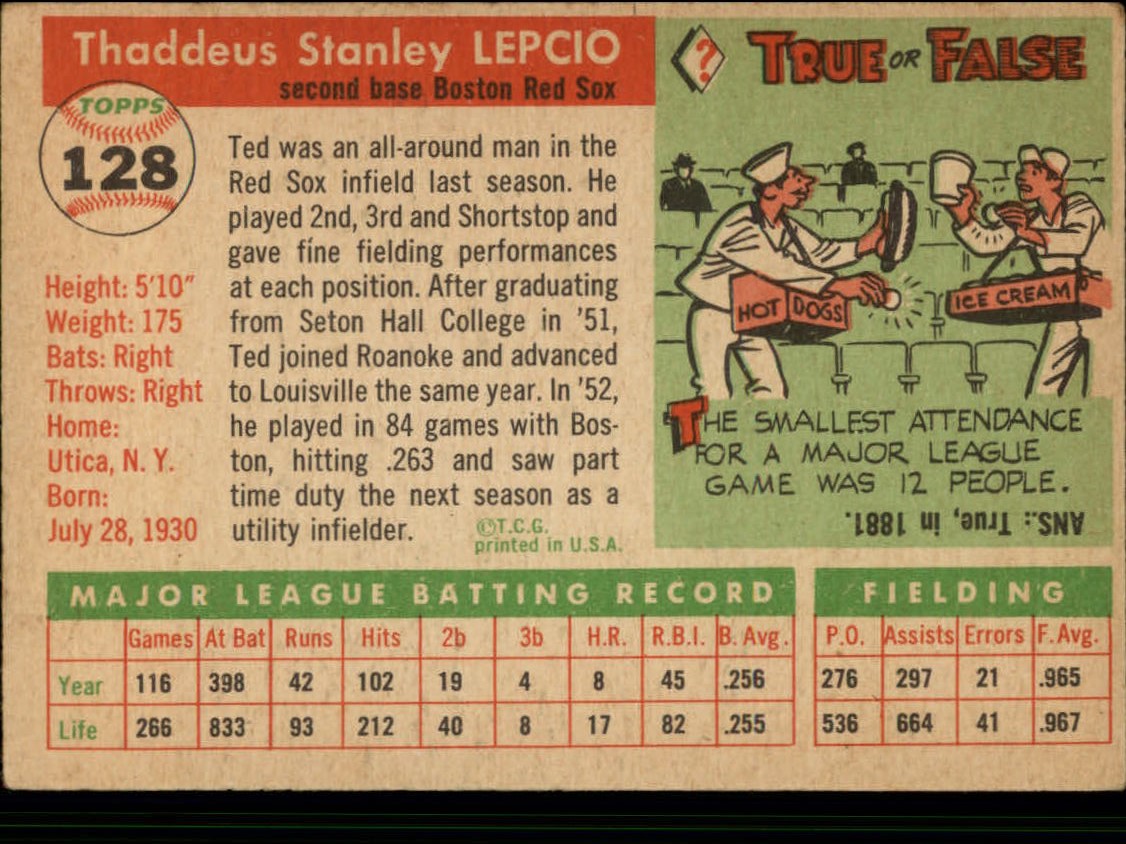 Thaddeus Stanley LEPCIO
second base Boston Red Sox
TOPPS
128
Height: 5'10"
Weight: 175
Bats: Right
Throws: Right
Home:
Utica, N. Y.
Born:
July 28, 1930
Ted was an all-around man in the
Red Sox infield last season. He
played 2nd, 3rd and Shortstop and
gave fine fielding performances
at each position. After graduating
from Seton Hall College in '51,
Ted joined Roanoke and advanced
to Louisville the same year. In '52,
he played in 84 games with Bos-
ton, hitting .263 and saw part
time duty the next season as a
utility infielder.
©T.C.G.
printed in U.S.A.
? TRUE OR FALSE
HOT DOGS
ICE CREAM
THE SMALLEST ATTENDANCE
FOR A MAJOR LEAGUE
GAME WAS 12 PEOPLE.
ANS.: True, in 1881.
MAJOR LEAGUE BATTING RECORD
Games At Bat Runs Hits 2b 3b H.R. R.B.I. B. Avg.
Year 116 398 42 102 19 4 8 45 .256
Life 266 833 93 212 40 8 17 82 .255
FIELDING
P.O. Assists Errors F. Avg.
276 297 21 .965
536 664 41 .967